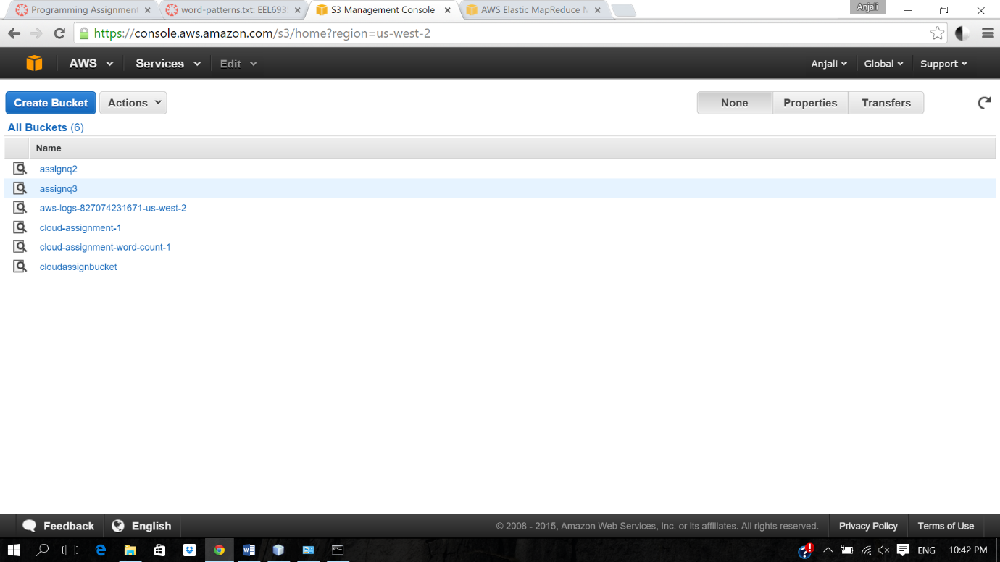 Programming Assignment
word-patterns.txt: EEL693
S3 Management Console
AWS Elastic MapReduce M
Anjali
https://console.aws.amazon.com/s3/home?region=us-west-2
AWS Services Edit Anjali Global Support
Create Bucket Actions None Properties Transfers
All Buckets (6)
Name
assignq2
assignq3
aws-logs-827074231671-us-west-2
cloud-assignment-1
cloud-assignment-word-count-1
cloudassignbucket
Feedback English © 2008 - 2015, Amazon Web Services, Inc. or its affiliates. All rights reserved. Privacy Policy Terms of Use
ENG 10:42 PM